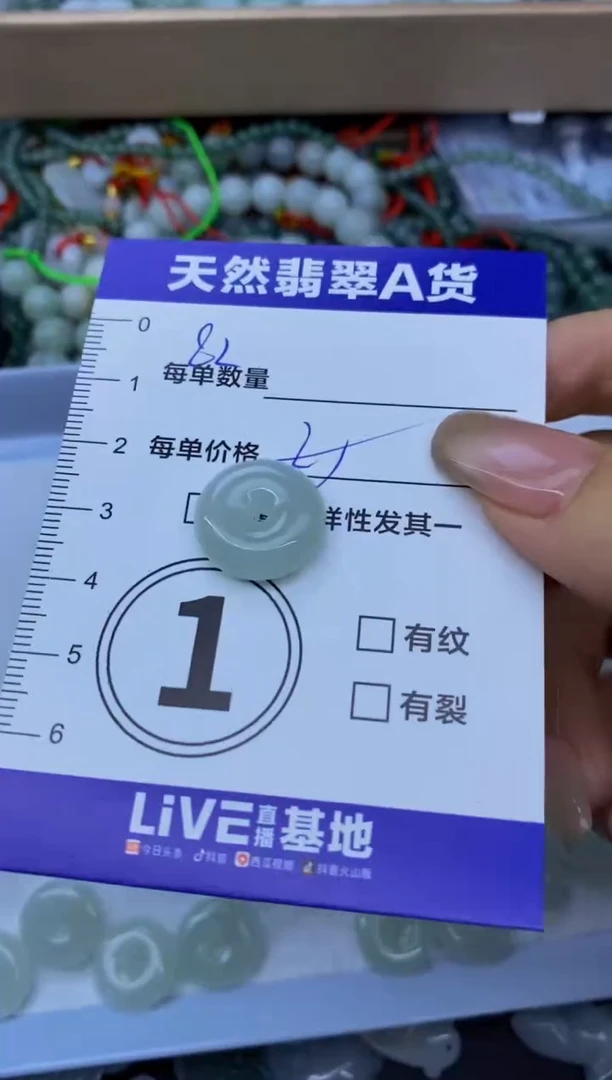 天然翡翠A货
0
每单数量
1
2
每单价格
3
样性发其一
4
1
有纹
5
有裂
6
LiVE直播基地
今日头条 抖音 西瓜视频 抖音火山版